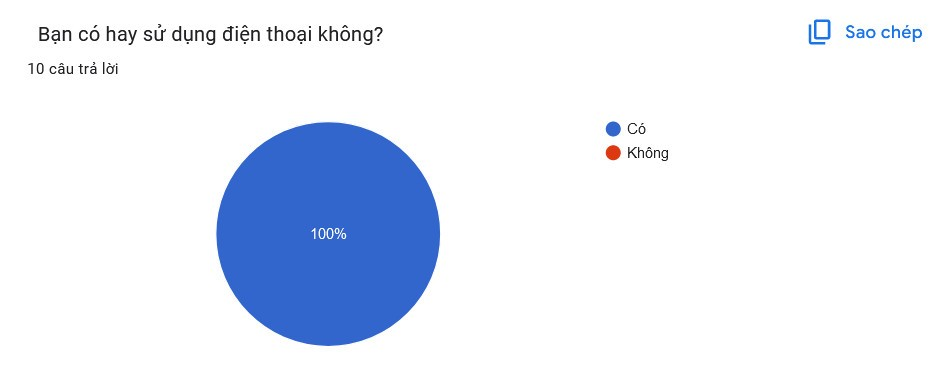 Bạn có hay sử dụng điện thoại không?
Sao chép
10 câu trả lời
Có
Không
100%